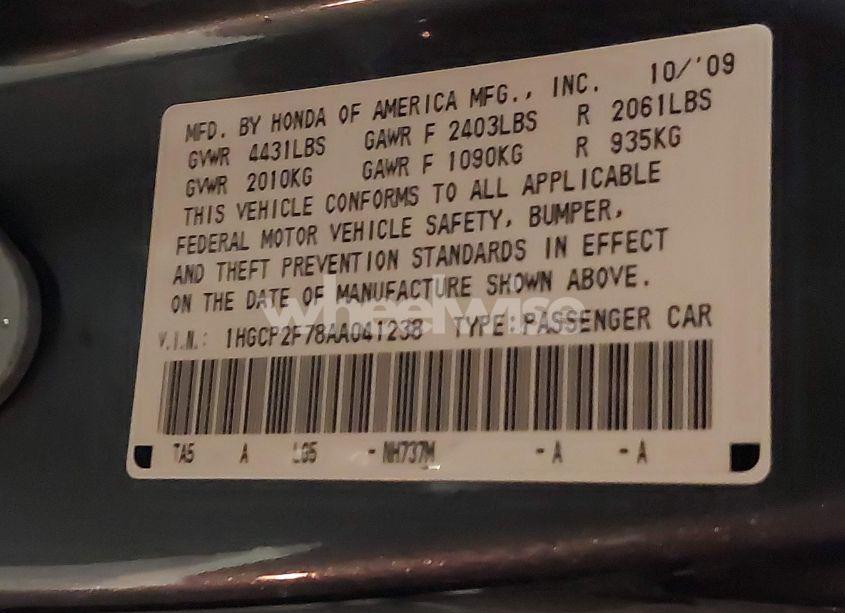 MFD. BY HONDA OF AMERICA MFG., INC. 10/'09
GVWR 4431LBS GAWR F 2403LBS R 2061LBS
GVWR 2010KG GAWR F 1090KG R 935KG
THIS VEHICLE CONFORMS TO ALL APPLICABLE
FEDERAL MOTOR VEHICLE SAFETY, BUMPER,
AND THEFT PREVENTION STANDARDS IN EFFECT
ON THE DATE OF MANUFACTURE SHOWN ABOVE.
wheelwise
V.I.N.: 1HGCP2F78AA041238 TYPE:PASSENGER CAR
TA5 A LG5 - NH737M - A - A